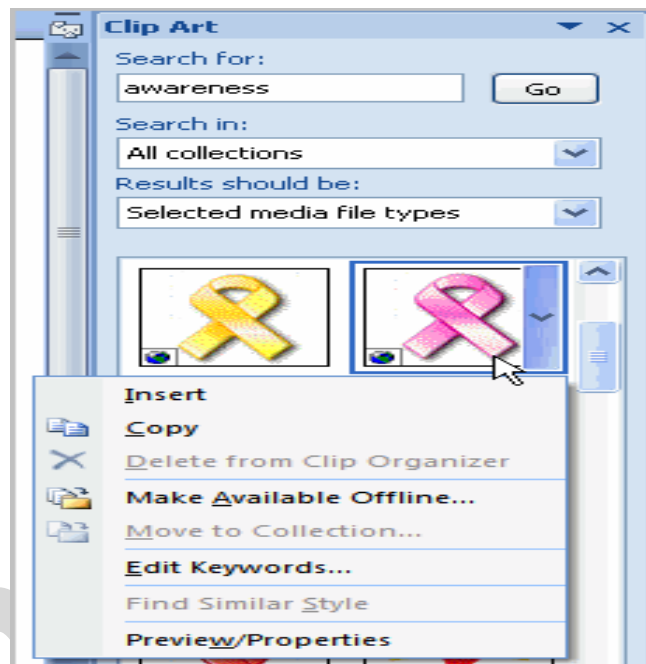 Clip Art
Search for:
awareness
Go
Search in:
All collections
Results should be:
Selected media file types
Insert
Copy
Delete from Clip Organizer
Make Available Offline...
Move to Collection...
Edit Keywords...
Find Similar Style
Preview/Properties